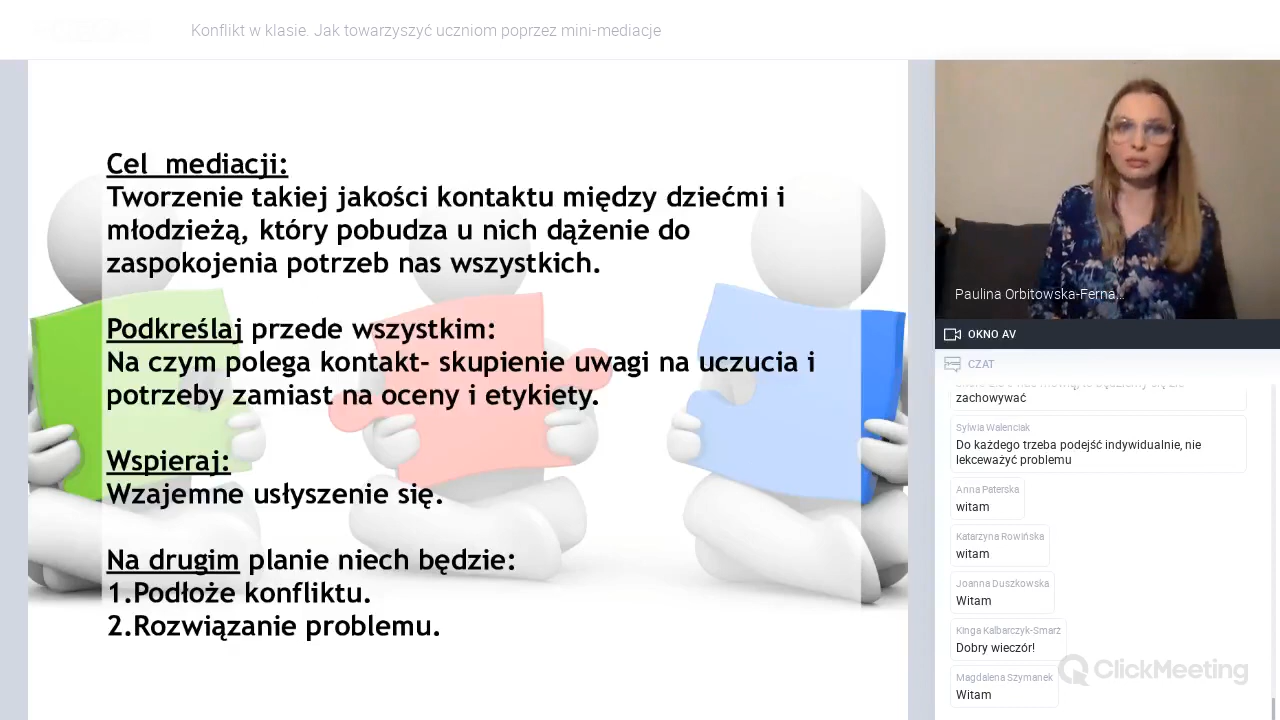 Konflikt w klasie. Jak towarzyszyć uczniom poprzez mini-mediacje
Cel mediacji:
Tworzenie takiej jakości kontaktu między dziećmi i
młodzieżą, który pobudza u nich dążenie do
zaspokojenia potrzeb nas wszystkich.
Podkreślaj przede wszystkim:
Na czym polega kontakt- skupienie uwagi na uczucia i
potrzeby zamiast na oceny i etykiety.
Wspieraj:
Wzajemne usłyszenie się.
Na drugim planie niech będzie:
1.Podłoże konfliktu.
2.Rozwiązanie problemu.
Paulina Orbitowska-Ferna...
OKNO AV
CZAT
zachowywać
Sylwia Walenciak
Do każdego trzeba podejść indywidualnie, nie
lekceważyć problemu
Anna Paterska
witam
Katarzyna Rowińska
witam
Joanna Duszkowska
Witam
Kinga Kalbarczyk-Smarż
Dobry wieczór!
Magdalena Szymanek
Witam
ClickMeeting